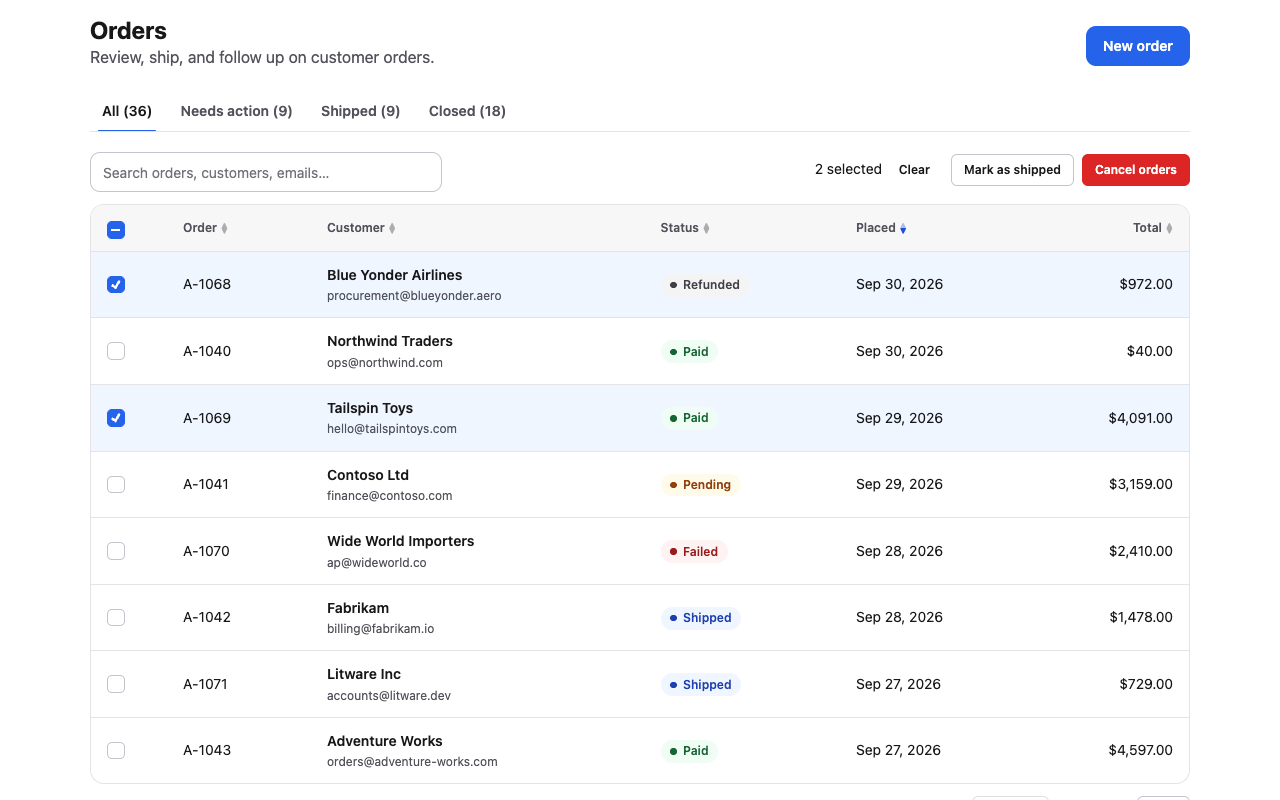 Orders
Review, ship, and follow up on customer orders.
New order
All (36) Needs action (9) Shipped (9) Closed (18)
Search orders, customers, emails...
2 selected Clear Mark as shipped Cancel orders
Order Customer Status Placed Total
A-1068 Blue Yonder Airlines Refunded Sep 30, 2026 $972.00
procurement@blueyonder.aero
A-1040 Northwind Traders Paid Sep 30, 2026 $40.00
ops@northwind.com
A-1069 Tailspin Toys Paid Sep 29, 2026 $4,091.00
hello@tailspintoys.com
A-1041 Contoso Ltd Pending Sep 29, 2026 $3,159.00
finance@contoso.com
A-1070 Wide World Importers Failed Sep 28, 2026 $2,410.00
ap@wideworld.co
A-1042 Fabrikam Shipped Sep 28, 2026 $1,478.00
billing@fabrikam.io
A-1071 Litware Inc Shipped Sep 27, 2026 $729.00
accounts@litware.dev
A-1043 Adventure Works Paid Sep 27, 2026 $4,597.00
orders@adventure-works.com